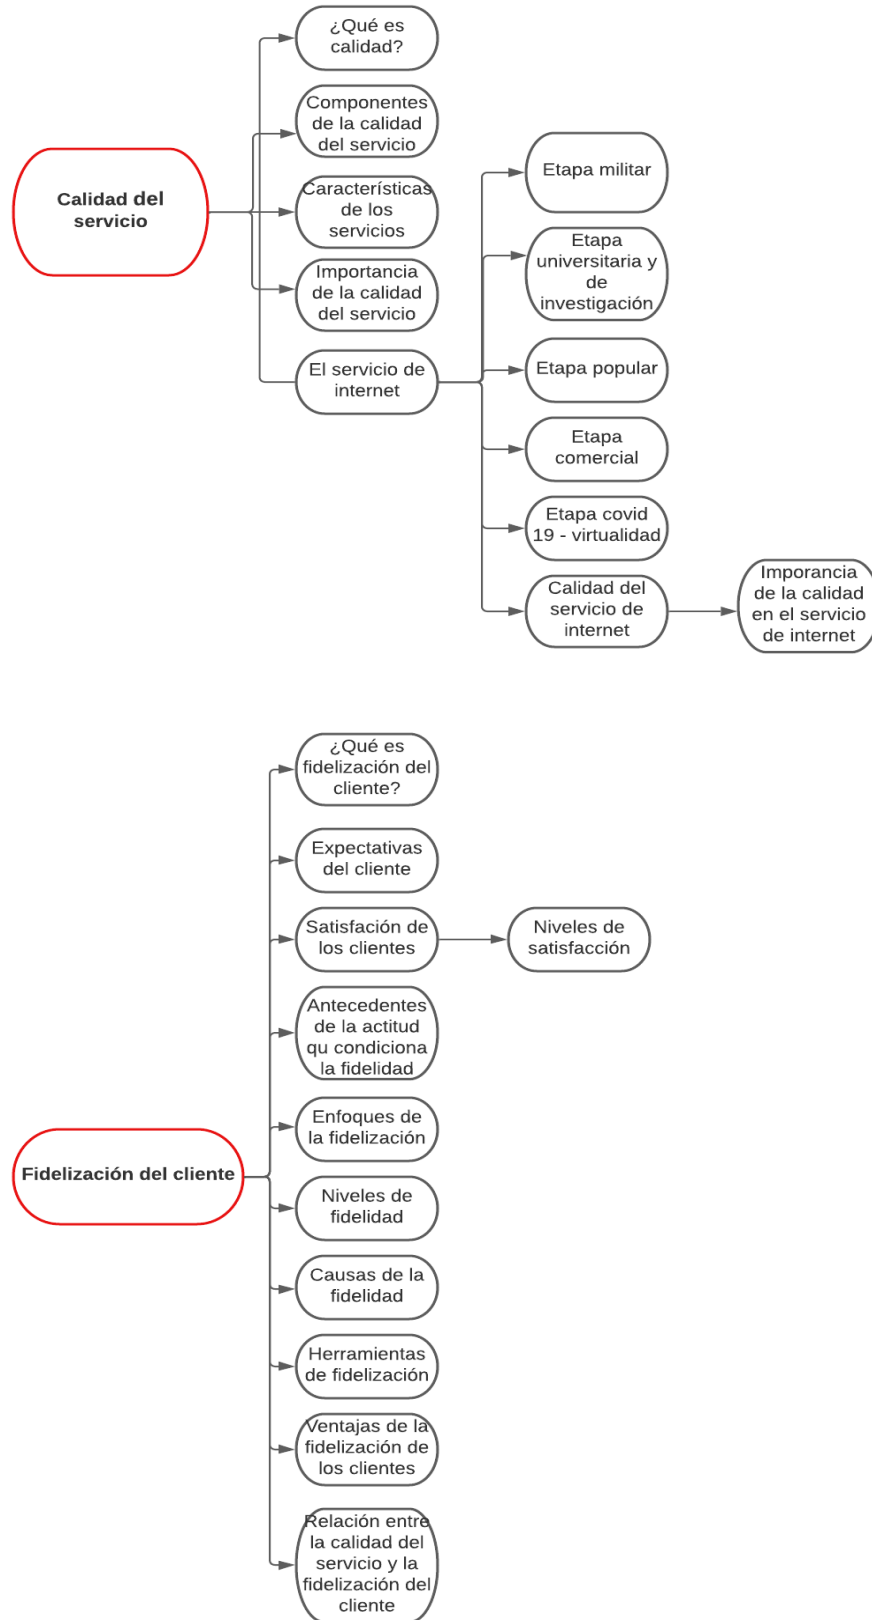 ¿Qué es
calidad?
Componentes
de la calidad
del servicio
Calidad del
servicio
Características
de los
servicios
Importancia
de la calidad
del servicio
El servicio de
internet
Etapa militar
Etapa
universitaria y
de
investigación
Etapa popular
Etapa
comercial
Etapa covid
19 - virtualidad
Calidad del
servicio de
internet
Imporancia
de la calidad
en el servicio
de internet
¿Qué es
fidelización del
cliente?
Expectativas
del cliente
Satisfación de
los clientes
Niveles de
satisfacción
Antecedentes
de la actitud
qu condiciona
la fidelidad
Enfoques de
la fidelización
Fidelización del cliente
Niveles de
fidelidad
Causas de la
fidelidad
Herramientas
de fidelización
Ventajas de la
fidelización de
los clientes
Relación entre
la calidad del
servicio y la
fidelización del
cliente